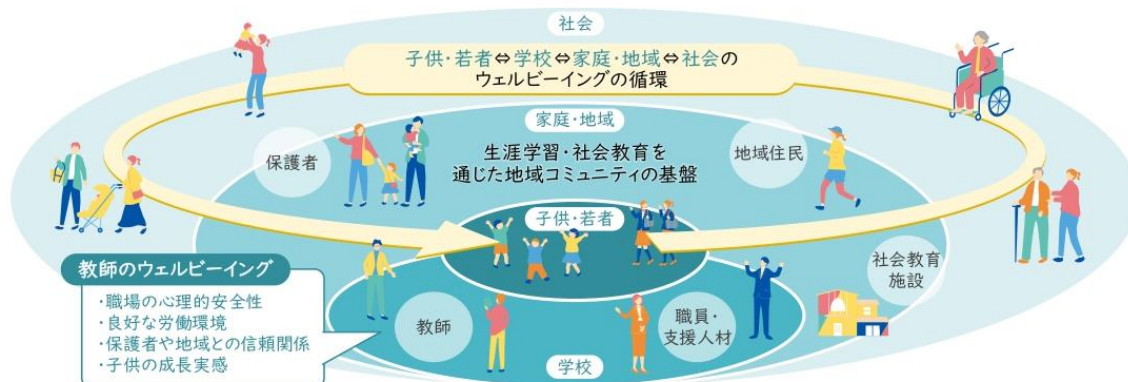 社会
子供・若者⇔学校⇔家庭・地域⇔社会の
ウェルビーイングの循環
家庭・地域
保護者
生涯学習・社会教育を
通じた地域コミュニティの基盤
地域住民
子供・若者
社会教育
施設
教師のウェルビーイング
・職場の心理的安全性
・良好な労働環境
・保護者や地域との信頼関係
・子供の成長実感
教師
職員・
支援人材
学校